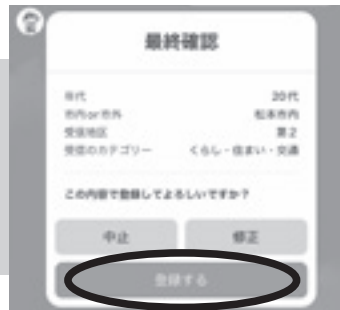 最終確認
年代 20代
市内or市外 松本市内
受信地区 第2
受信のカテゴリー くらし・住まい・交通
この内容で登録してよろしいですか？
中止 修正
登録する